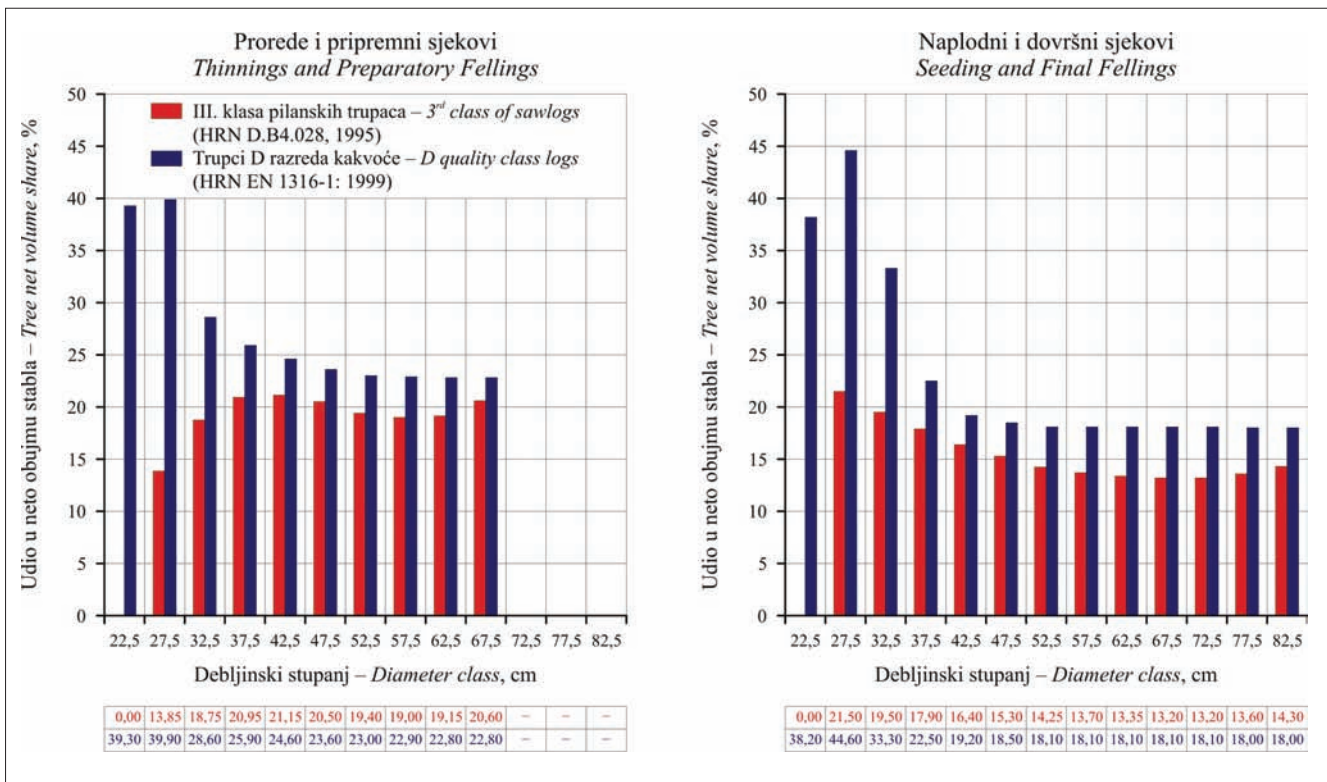 Prorede i pripremni sjekovi
Thinnings and Preparatory Fellings
Udio u neto obujmu stabla – Tree net volume share, %
50
45
40
35
30
25
20
15
10
5
0
III. klasa pilanskih trupaca – 3rd class of sawlogs
(HRN D.B4.028, 1995)
Trupci D razreda kakvoće – D quality class logs
(HRN EN 1316-1: 1999)
22,5 27,5 32,5 37,5 42,5 47,5 52,5 57,5 62,5 67,5 72,5 77,5 82,5
Debljinski stupanj – Diameter class, cm
0,00 13,85 18,75 20,95 21,15 20,50 19,40 19,00 19,15 20,60 – – –
39,30 39,90 28,60 25,90 24,60 23,60 23,00 22,90 22,80 22,80 – – –
Naplodni i dovršni sjekovi
Seeding and Final Fellings
Udio u neto obujmu stabla – Tree net volume share, %
50
45
40
35
30
25
20
15
10
5
0
22,5 27,5 32,5 37,5 42,5 47,5 52,5 57,5 62,5 67,5 72,5 77,5 82,5
Debljinski stupanj – Diameter class, cm
0,00 21,50 19,50 17,90 16,40 15,30 14,25 13,70 13,35 13,20 13,20 13,60 14,30
38,20 44,60 33,30 22,50 19,20 18,50 18,10 18,10 18,10 18,10 18,10 18,00 18,00